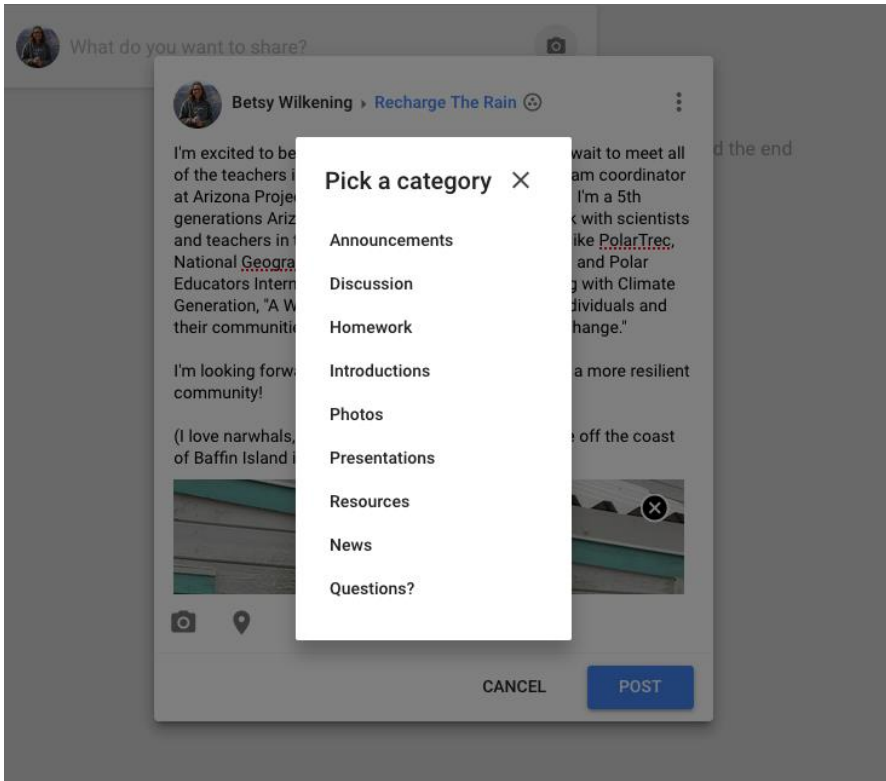 What do you want to share?
Betsy Wilkening Recharge The Rain
d the end
I'm excited to be wait to meet all
of the teachers i am coordinator
at Arizona Proje I'm a 5th
generations Ariz k with scientists
and teachers in ike PolarTrec,
National Geogra and Polar
Educators Intern g with Climate
Generation, "A W dividuals and
their communitie hange."
I'm looking forw a more resilient
community!
(I love narwhals, e off the coast
of Baffin Island i
Pick a category
Announcements
Discussion
Homework
Introductions
Photos
Presentations
Resources
News
Questions?
CANCEL POST